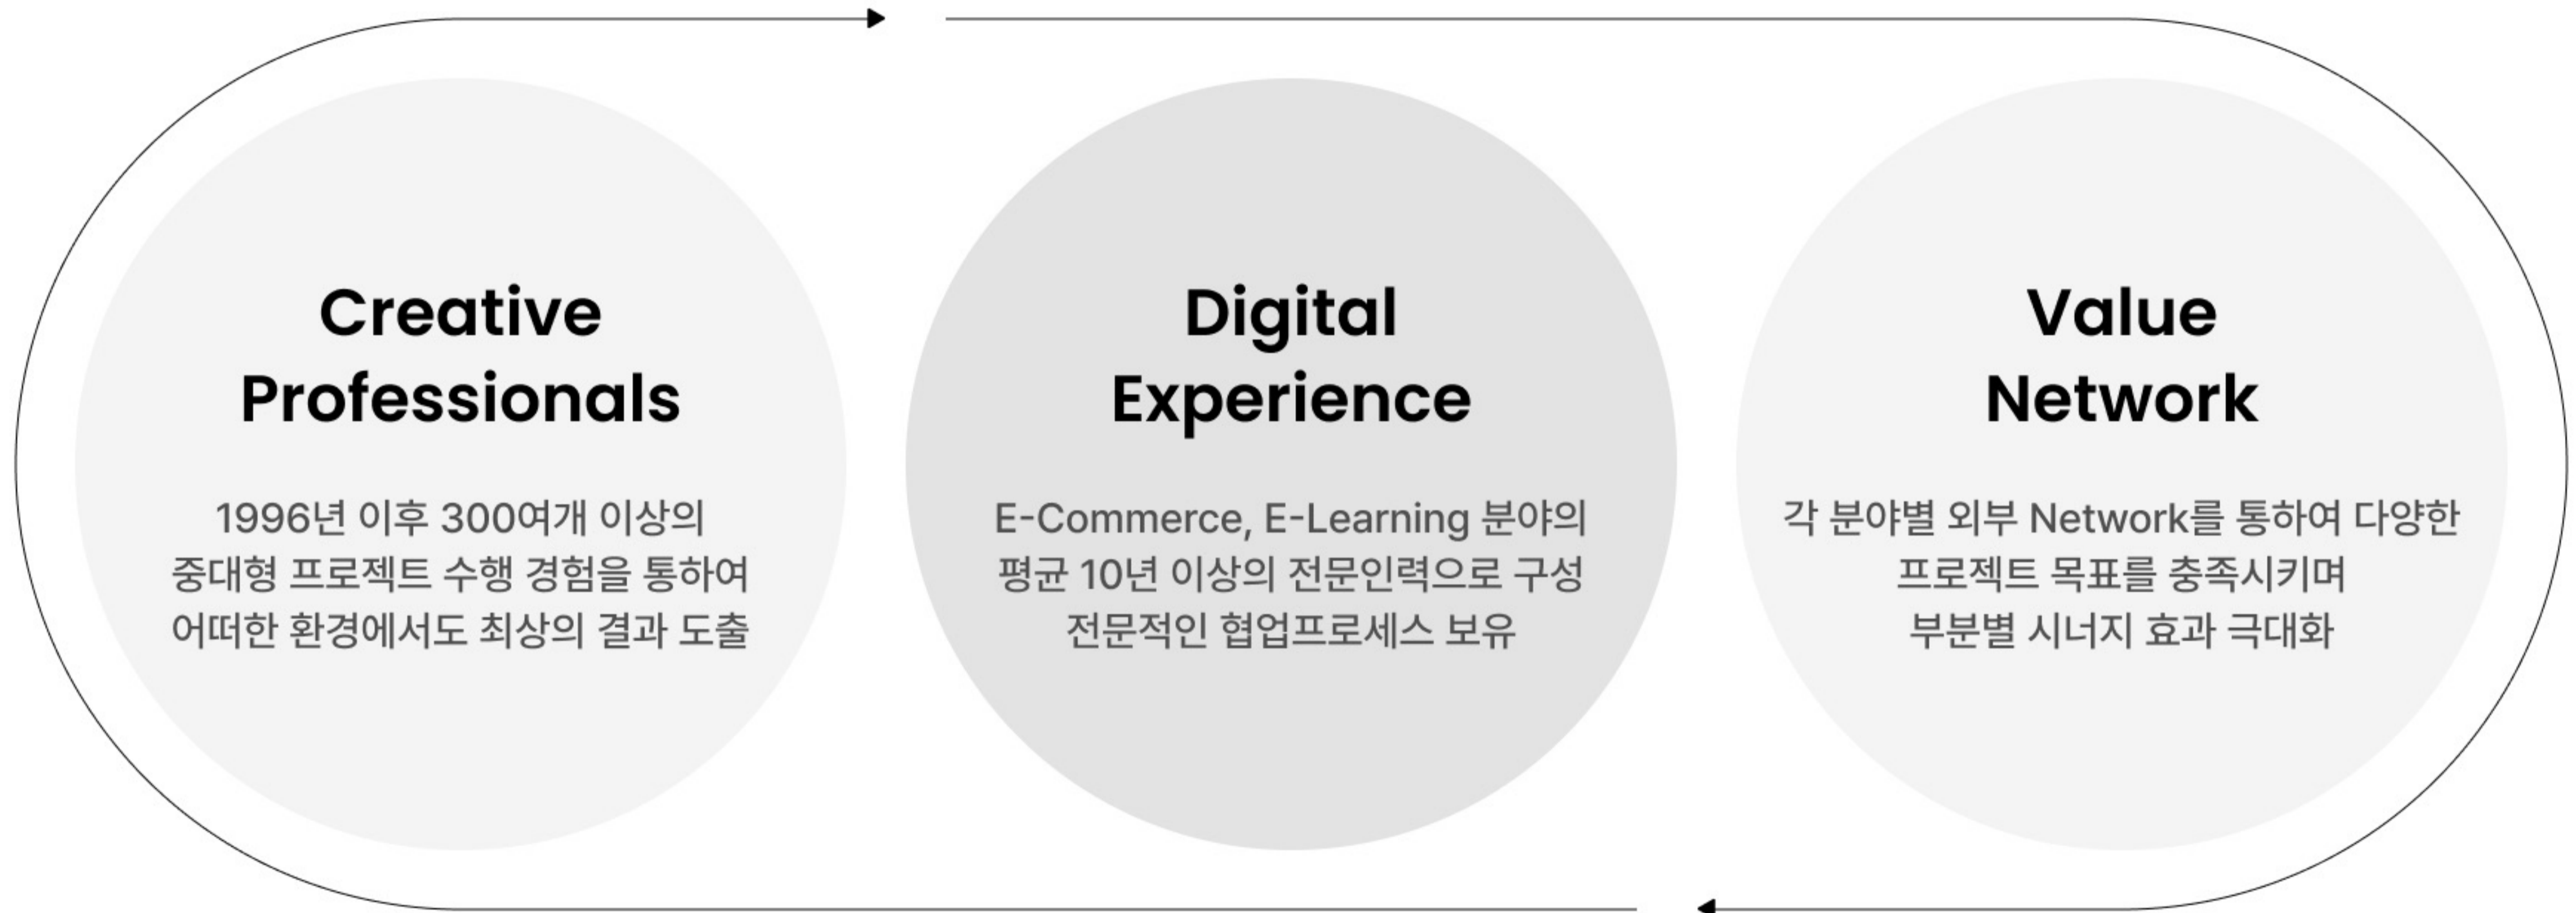 Creative
Professionals
1996년 이후 300여개 이상의
중대형 프로젝트 수행 경험을 통하여
어떠한 환경에서도 최상의 결과 도출
Digital
Experience
E-Commerce, E-Learning 분야의
평균 10년 이상의 전문인력으로 구성
전문적인 협업프로세스 보유
Value
Network
각 분야별 외부 Network를 통하여 다양한
프로젝트 목표를 충족시키며
부분별 시너지 효과 극대화